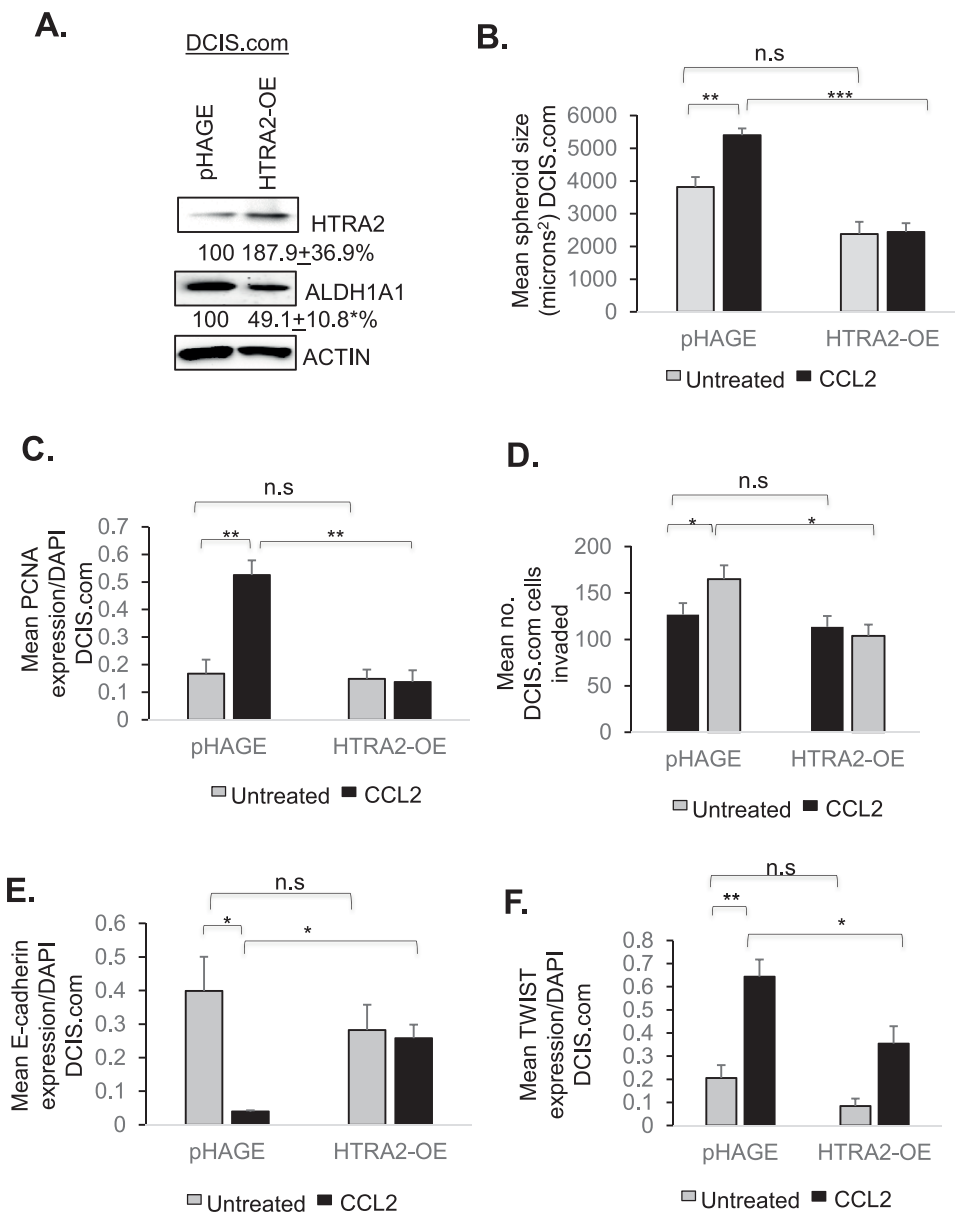 A.
DCIS.com
pHAGE
HTRA2-OE
HTRA2
100 187.9±36.9%
ALDH1A1
100 49.1±10.8*%
ACTIN
B.
n.s
**
***
Mean spheroid size
(microns²) DCIS.com
6000
5000
4000
3000
2000
1000
0
pHAGE
HTRA2-OE
Untreated CCL2
C.
n.s
**
**
Mean PCNA
expression/DAPI
DCIS.com
0.7
0.6
0.5
0.4
0.3
0.2
0.1
0
pHAGE
HTRA2-OE
Untreated CCL2
D.
n.s
*
*
Mean no.
DCIS.com cells
invaded
200
150
100
50
0
pHAGE
HTRA2-OE
Untreated CCL2
E.
n.s
*
*
Mean E-cadherin
expression/DAPI
DCIS.com
0.6
0.5
0.4
0.3
0.2
0.1
0
pHAGE
HTRA2-OE
Untreated CCL2
F.
n.s
**
*
Mean TWIST
expression/DAPI
DCIS.com
0.8
0.7
0.6
0.5
0.4
0.3
0.2
0.1
0
pHAGE
HTRA2-OE
Untreated CCL2